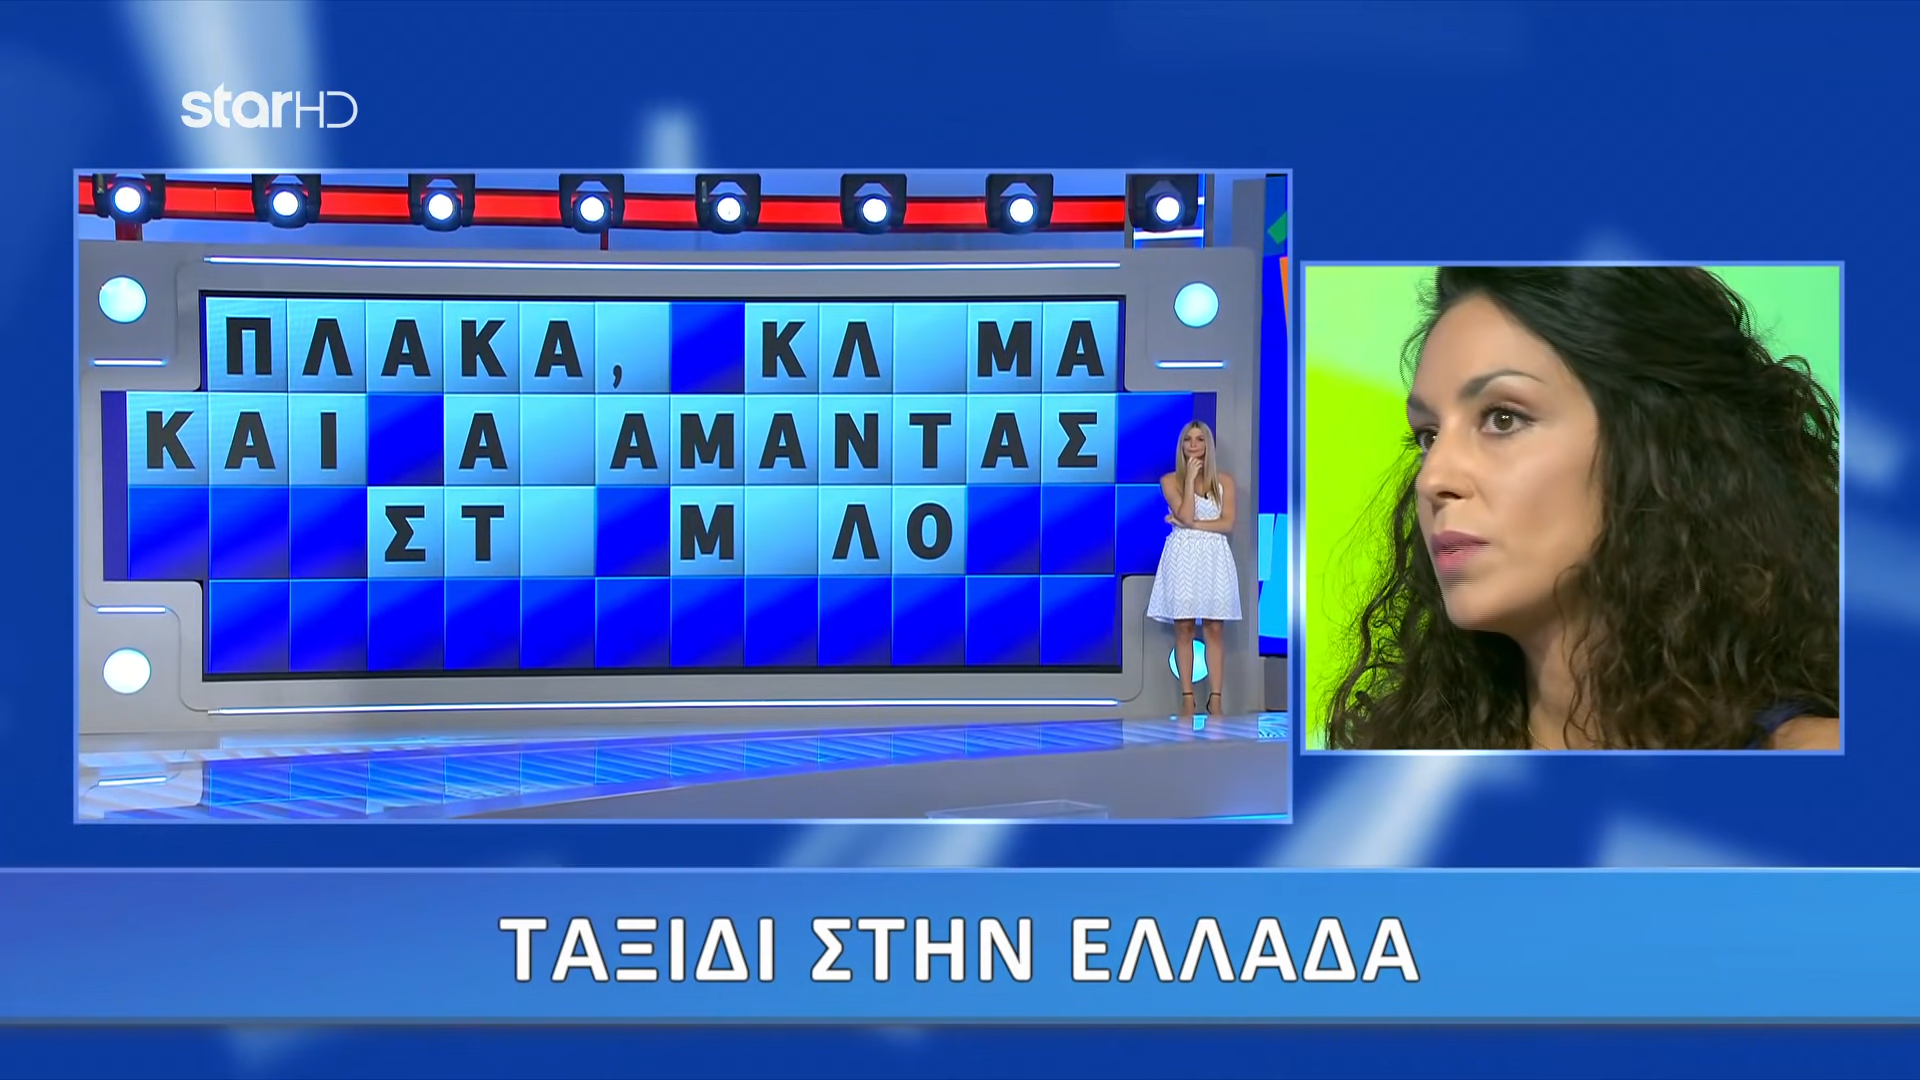 starHD
ΠΛΑΚΑ, ΚΛ ΜΑ
ΚΑΙ Α ΑΜΑΝΤΑΣ
ΣΤ Μ ΛΟ
ΤΑΞΙΔΙ ΣΤΗΝ ΕΛΛΑΔΑ